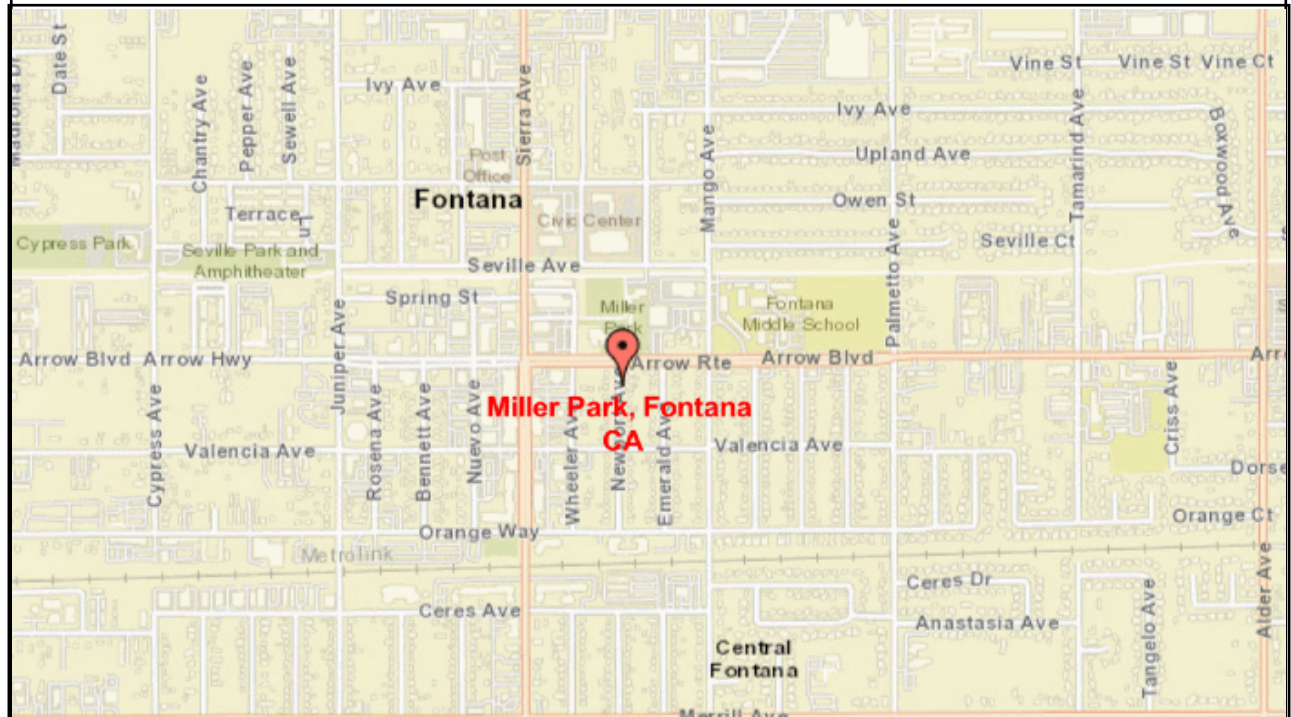 Date St
Madrona Dr
Chantry Ave
Pepper Ave
Sewell Ave
Ivy Ave
Sierra Ave
Vine St
Vine St
Vine Ct
Ivy Ave
Boxwood Ave
Post
Office
Mango Ave
Upland Ave
Tamarind Ave
Fontana
Owen St
Terrace
Ln
Civic Center
Cypress Park
Seville Park and
Amphitheater
Seville Ave
Seville Ct
Palmetto Ave
Spring St
Miller
Park
Fontana
Middle School
Juniper Ave
Arrow Blvd
Arrow Hwy
Arrow Rte
Arrow Blvd
Miller Park, Fontana
CA
Cypress Ave
Rosena Ave
Bennett Ave
Nuevo Ave
Wheeler Av
Emerald Ave
Criss Ave
Valencia Ave
Valencia Ave
Orange Way
Orange Ct
Metrolink
Ceres Dr
Ceres Ave
Anastasia Ave
Tangelo Ave
Alder Ave
Central
Fontana
Merrill Ave